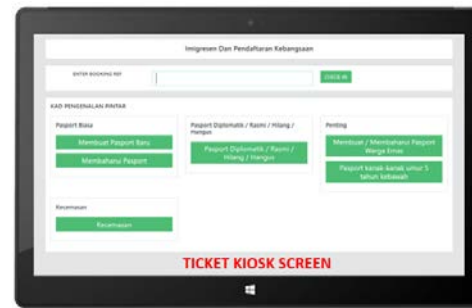 Imigresen Dan Pendaftaran Kebangsaan
ENTER BOOKING REF
CHECK IN
KAD PENGENALAN PINTAR
Pasport Biasa
Membuat Pasport Baru
Membaharui Pasport
Pasport Diplomatik / Rasmi / Hilang /
Hangus
Pasport Diplomatik / Rasmi /
Hilang / Hangus
Penting
Membuat / Membaharui Pasport
Warga Emas
Pasport kanak-kanak umur 5
tahun kebawah
Kecemasan
Kecemasan
TICKET KIOSK SCREEN